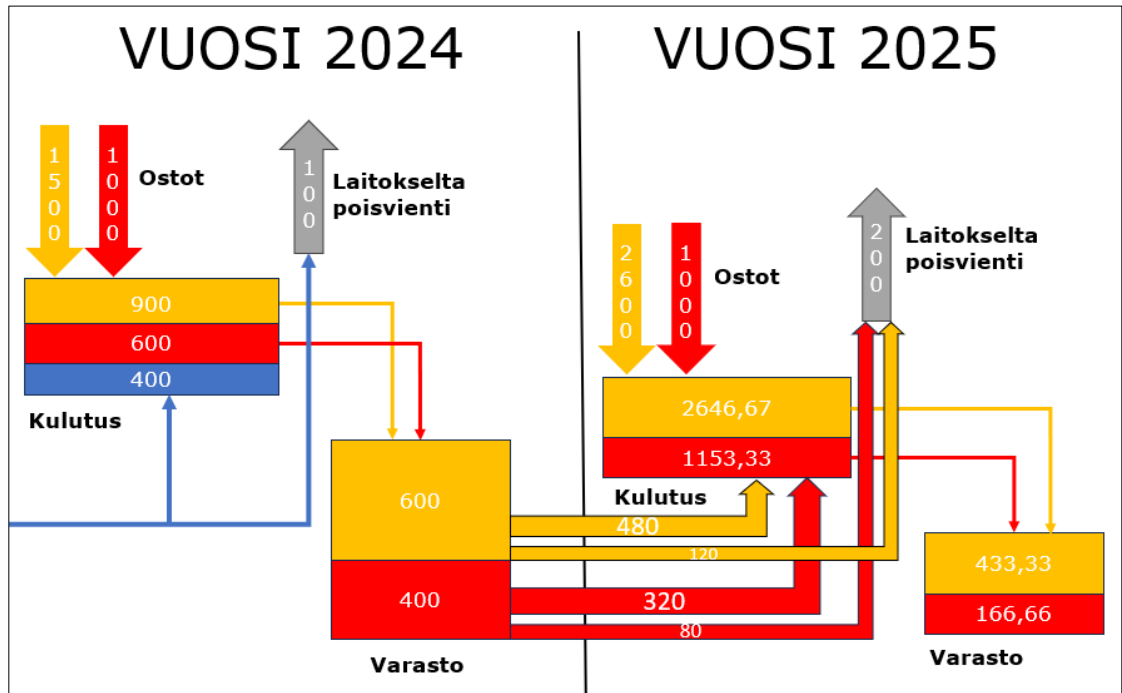 VUOSI 2024
1500
1000
Ostot
100
Laitokselta
poisvienti
900
600
400
Kulutus
600
400
Varasto
VUOSI 2025
2600
1000
Ostot
200
Laitokselta
poisvienti
2646,67
1153,33
Kulutus
480
120
320
80
433,33
166,66
Varasto